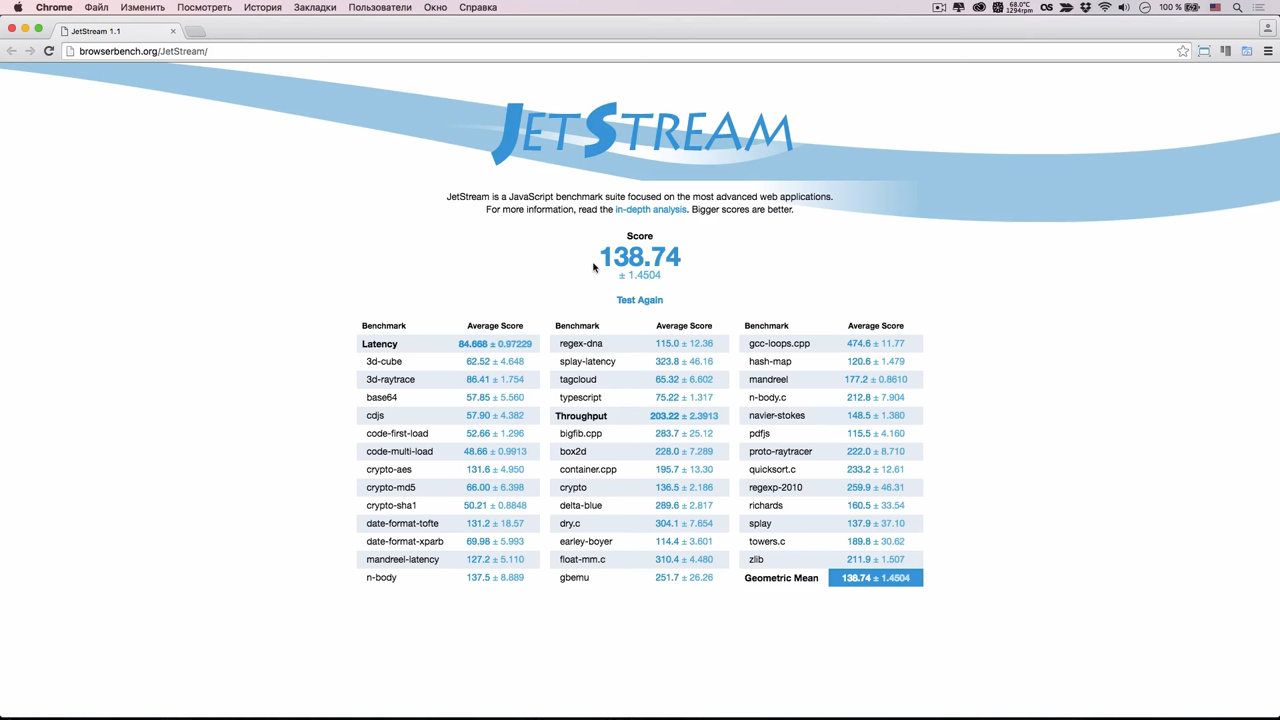 Chrome Файл Изменить Посмотреть История Закладки Пользователи Окно Справка 68.0°C 1294rpm OS 100 %
JetStream 1.1
browserbench.org/JetStream/
JETSTREAM
JetStream is a JavaScript benchmark suite focused on the most advanced web applications.
For more information, read the in-depth analysis. Bigger scores are better.
Score
138.74
± 1.4504
Test Again
Benchmark Average Score Benchmark Average Score Benchmark Average Score
Latency 84.668 ± 0.97229 regex-dna 115.0 ± 12.36 gcc-loops.cpp 474.6 ± 11.77
3d-cube 62.52 ± 4.648 splay-latency 323.8 ± 46.16 hash-map 120.6 ± 1.479
3d-raytrace 86.41 ± 1.754 tagcloud 65.32 ± 6.602 mandreel 177.2 ± 0.8610
base64 57.85 ± 5.560 typescript 75.22 ± 1.317 n-body.c 212.8 ± 7.904
cdjs 57.90 ± 4.382 Throughput 203.22 ± 2.3913 navier-stokes 148.5 ± 1.380
code-first-load 52.66 ± 1.296 bigfib.cpp 283.7 ± 25.12 pdfjs 115.5 ± 4.160
code-multi-load 48.66 ± 0.9913 box2d 228.0 ± 7.289 proto-raytracer 222.0 ± 8.710
crypto-aes 131.6 ± 4.950 container.cpp 195.7 ± 13.30 quicksort.c 233.2 ± 12.61
crypto-md5 66.00 ± 6.398 crypto 136.5 ± 2.186 regexp-2010 259.9 ± 46.31
crypto-sha1 50.21 ± 0.8848 delta-blue 289.6 ± 2.817 richards 160.5 ± 33.54
date-format-tofte 131.2 ± 18.57 dry.c 304.1 ± 7.654 splay 137.9 ± 37.10
date-format-xparb 69.98 ± 5.993 earley-boyer 114.4 ± 3.601 towers.c 189.8 ± 30.62
mandreel-latency 127.2 ± 5.110 float-mm.c 310.4 ± 4.480 zlib 211.9 ± 1.507
n-body 137.5 ± 8.889 gbemu 251.7 ± 26.26 Geometric Mean 138.74 ± 1.4504